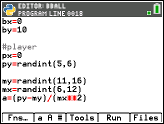 EDITOR: BBALL
PROGRAM LINE 0018
bx=0
by=10
#player
px=0
py=randint(5,6)
my=randint(11,16)
mx=randint(6,12)
a=(py-my)/(mx**2)
Fns… a A # Tools Run Files